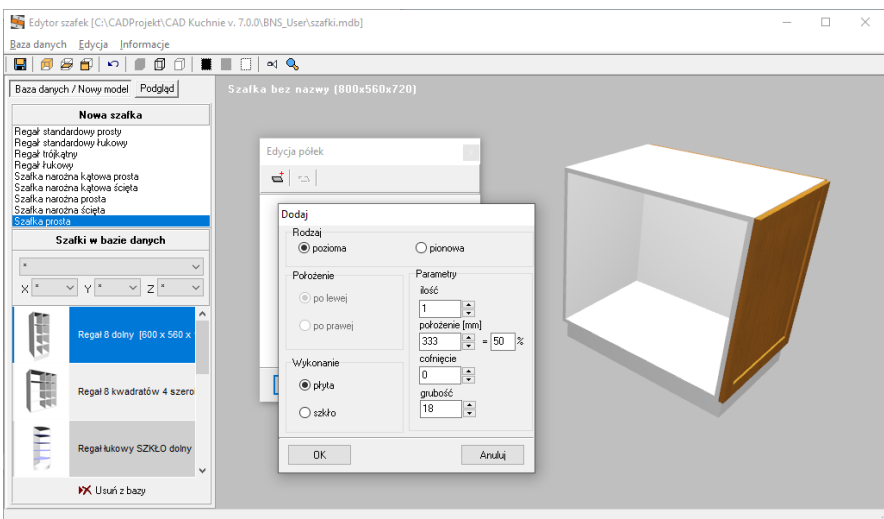 Edytor szafek [C:\CADProjekt\CAD Kuchnie v. 7.0.0\BNS_User\szafki.mdb]
Baza danych Edycja Informacje
Baza danych / Nowy model Podgląd
Szafka bez nazwy (800x560x720)
Nowa szafka
Regał standardowy prosty
Regał standardowy łukowy
Regał trójkątny
Regał łukowy
Szafka narożna kątowa prosta
Szafka narożna kątowa ścięta
Szafka narożna prosta
Szafka narożna ścięta
Szafka prosta
Szafki w bazie danych
*
X * Y * Z *
Regał 8 dolny [600 x 560 x
Regał 8 kwadratów 4 szero
Regał łukowy SZKŁO dolny
Usuń z bazy
Edycja półek
Dodaj
Rodzaj
pozioma pionowa
Położenie
po lewej
po prawej
Wykonanie
płyta
szkło
Parametry
ilość
1
położenie [mm]
333 = 50 %
cofnięcie
0
grubość
18
OK Anuluj